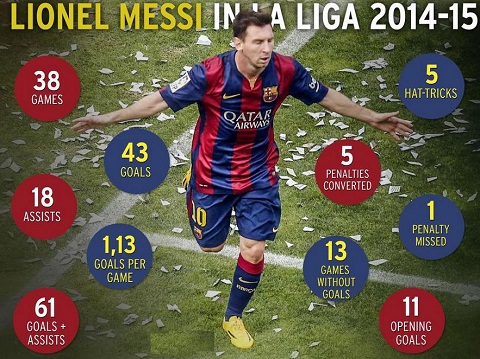 LIONEL MESSI IN LA LIGA 2014-15
38
GAMES
5
HAT-TRICKS
43
GOALS
5
PENALTIES
CONVERTED
18
ASSISTS
1
PENALTY
MISSED
1,13
GOALS PER
GAME
13
GAMES
WITHOUT
GOALS
61
GOALS +
ASSISTS
11
OPENING
GOALS
QATAR
AIRWAYS
10